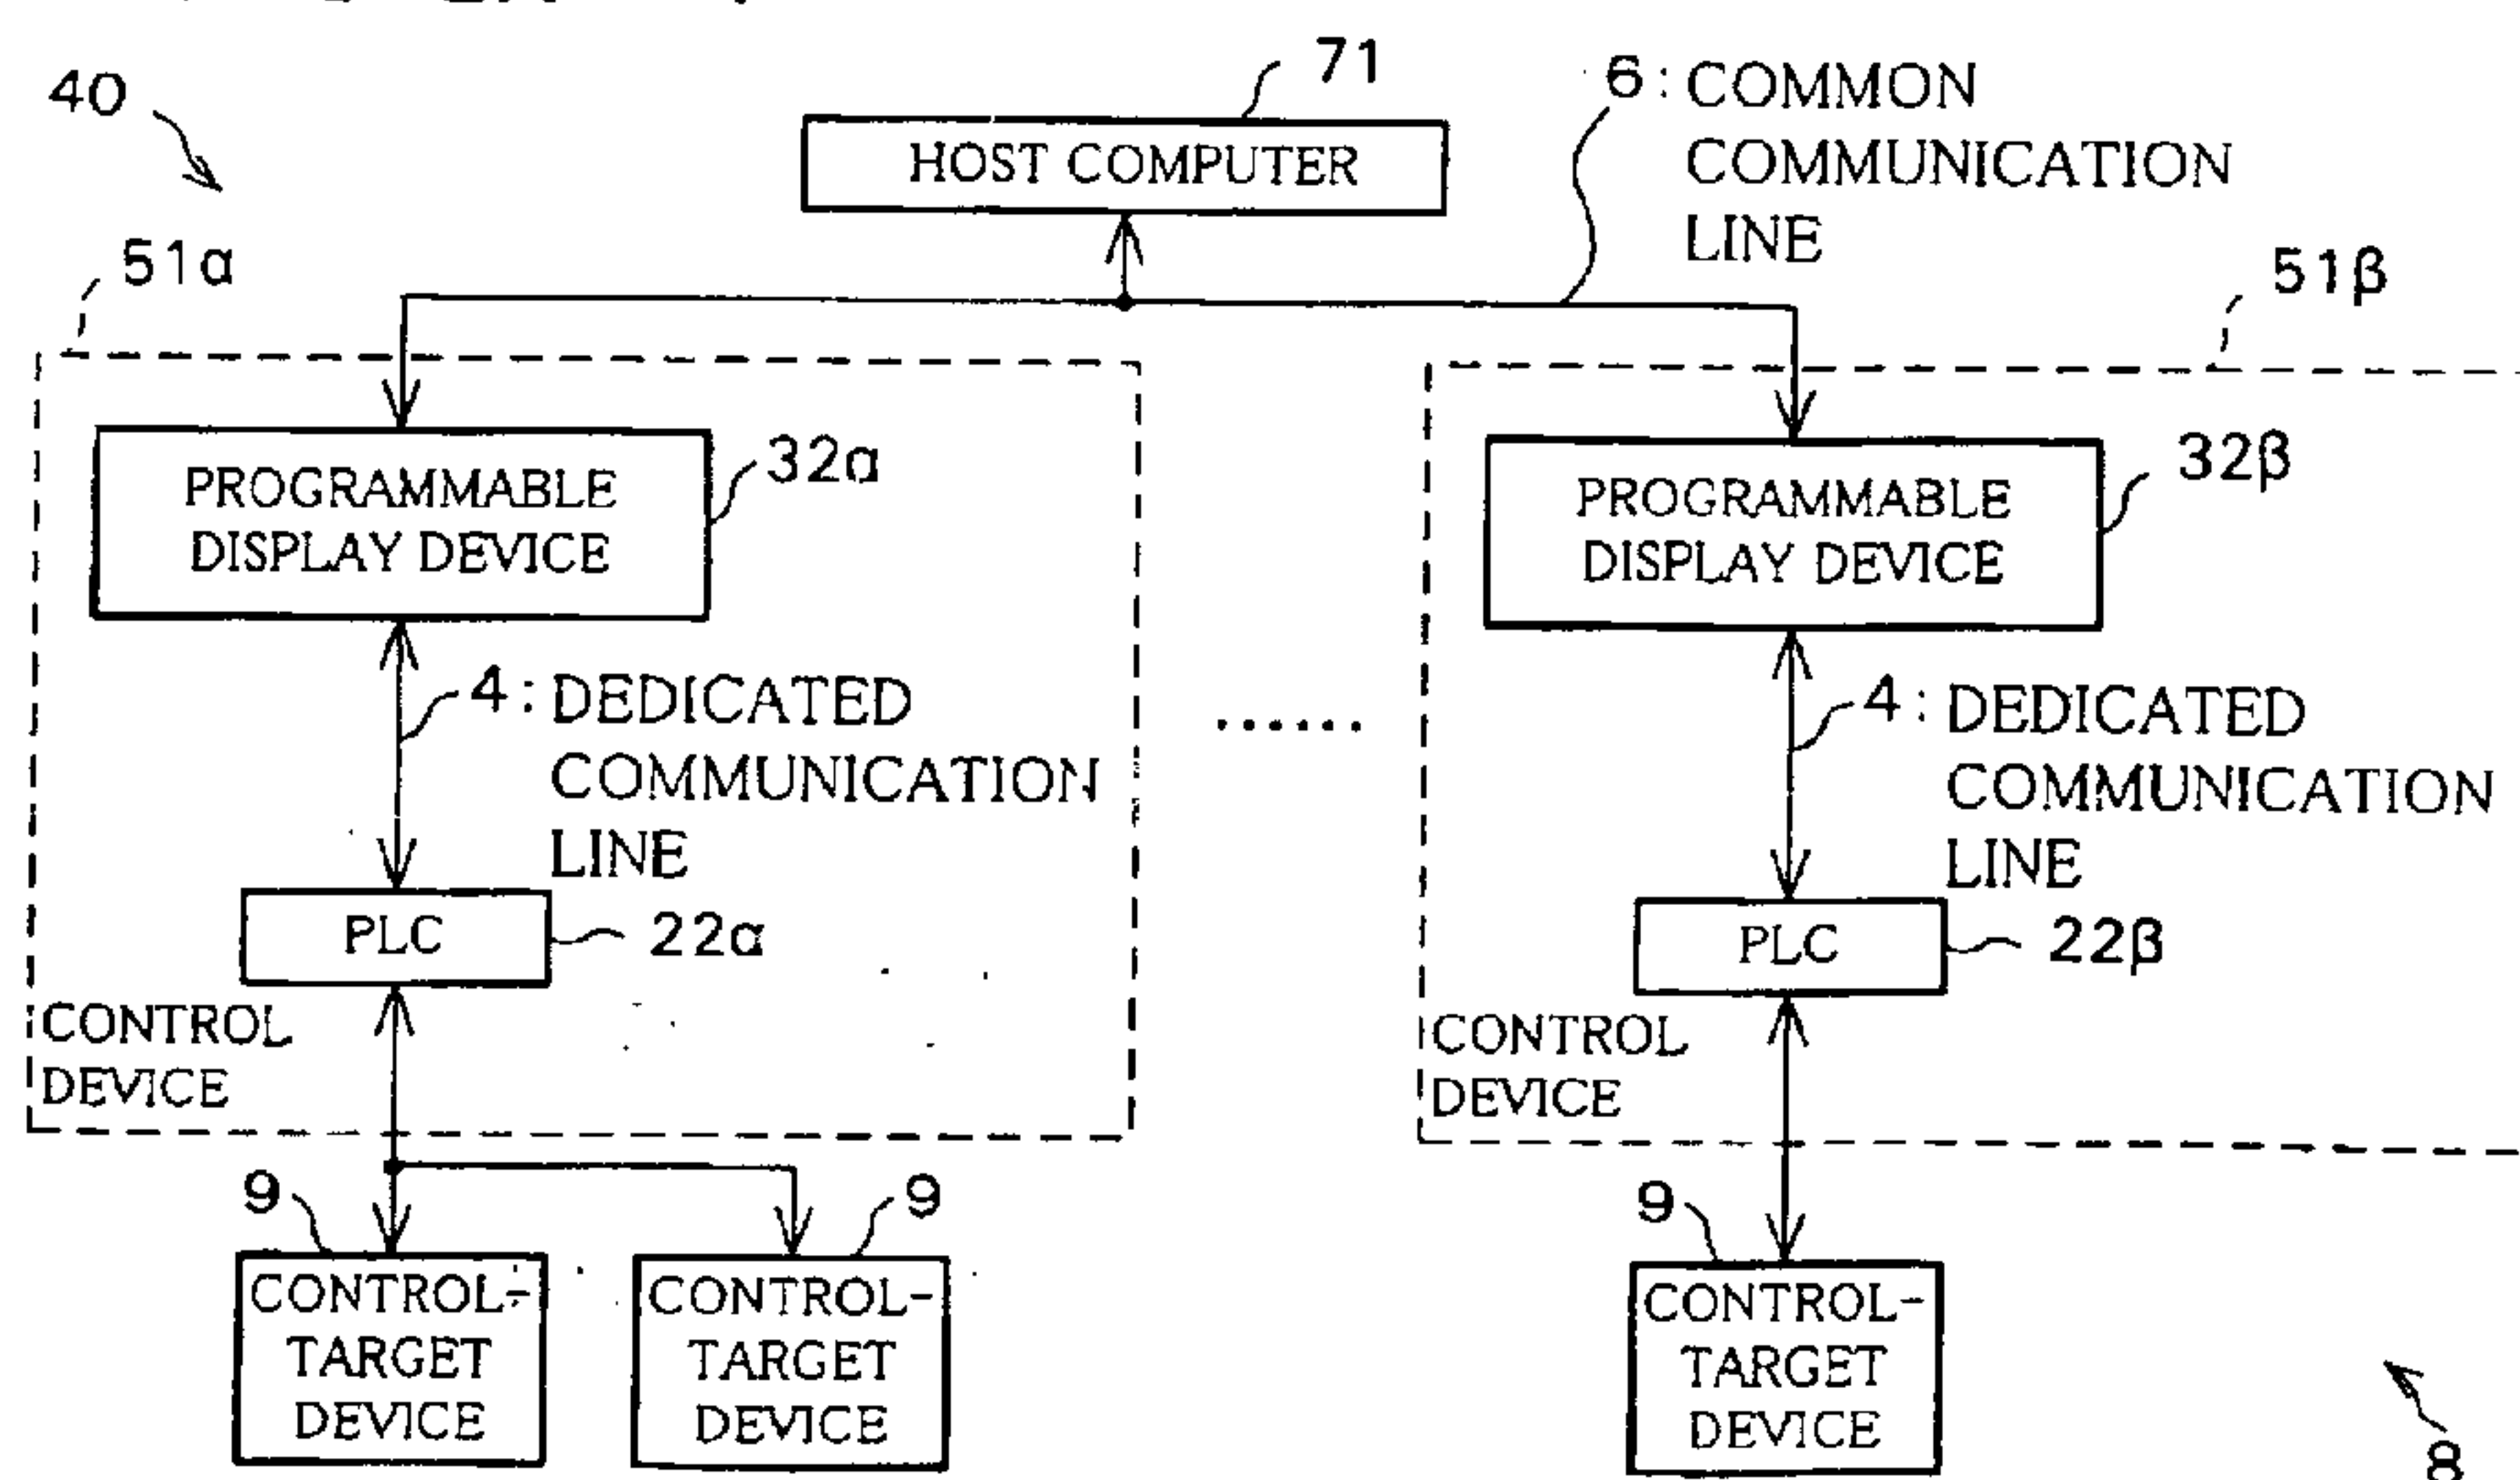 40
71
6: COMMON
COMMUNICATION
LINE
HOST COMPUTER
51α
51β
PROGRAMMABLE
DISPLAY DEVICE
32α
PROGRAMMABLE
DISPLAY DEVICE
32β
4: DEDICATED
COMMUNICATION
LINE
......
4: DEDICATED
COMMUNICATION
LINE
PLC
22α
PLC
22β
CONTROL
DEVICE
CONTROL
DEVICE
9
9
9
CONTROL-
TARGET
DEVICE
CONTROL-
TARGET
DEVICE
CONTROL-
TARGET
DEVICE
8